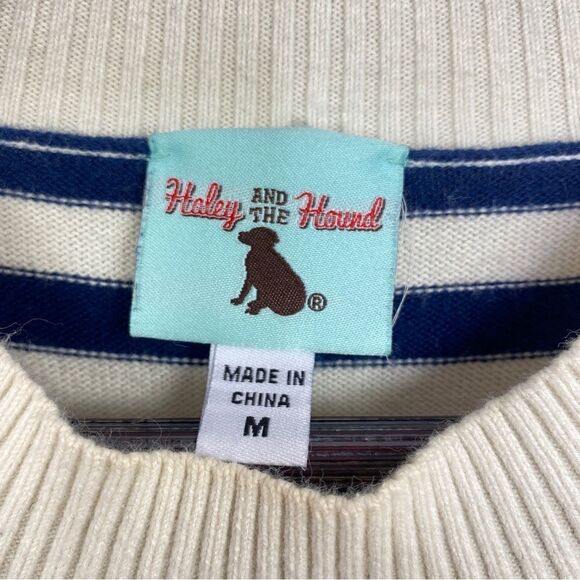 Haley AND THE Hound
®
MADE IN
CHINA
M